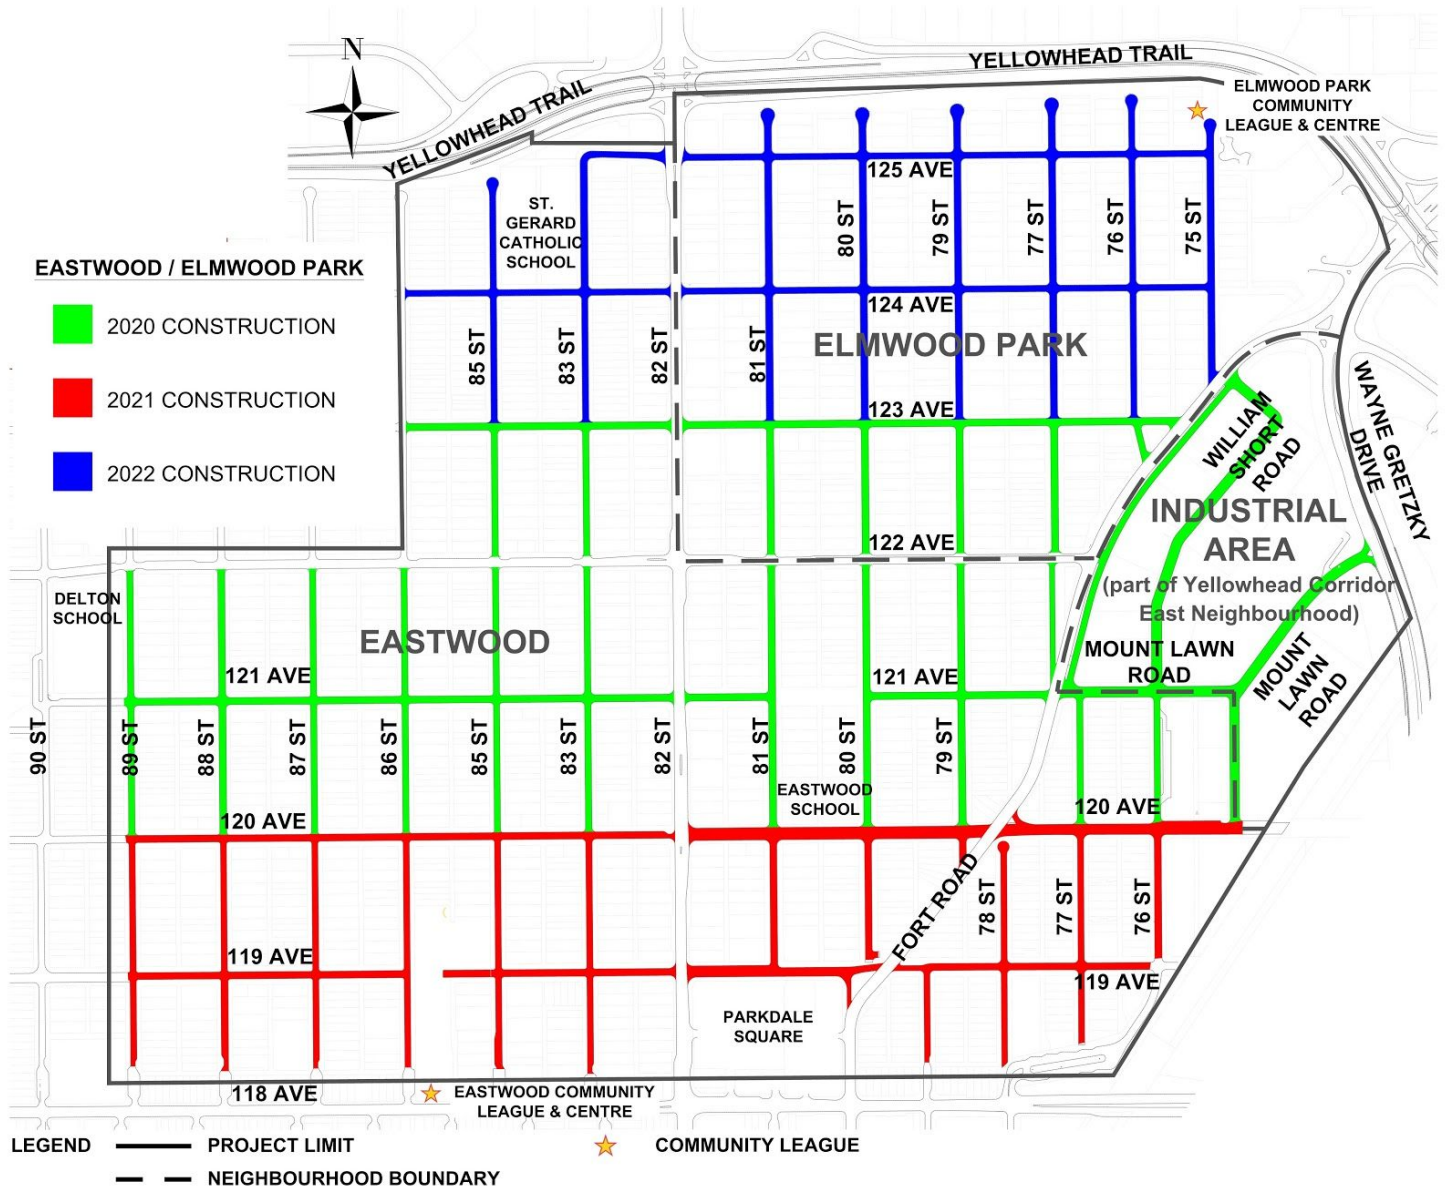 N
YELLOWHEAD TRAIL
YELLOWHEAD TRAIL
ELMWOOD PARK
COMMUNITY
LEAGUE & CENTRE
125 AVE
ST.
GERARD
CATHOLIC
SCHOOL
80 ST
79 ST
77 ST
76 ST
75 ST
EASTWOOD / ELMWOOD PARK
2020 CONSTRUCTION
2021 CONSTRUCTION
2022 CONSTRUCTION
124 AVE
85 ST
83 ST
82 ST
81 ST
ELMWOOD PARK
123 AVE
WILLIAM
SHORT
ROAD
WAYNE GRETZKY
DRIVE
INDUSTRIAL
AREA
(part of Yellowhead Corridor
East Neighbourhood)
122 AVE
DELTON
SCHOOL
EASTWOOD
121 AVE
121 AVE
MOUNT LAWN
ROAD
MOUNT
LAWN
ROAD
90 ST
89 ST
88 ST
87 ST
86 ST
85 ST
83 ST
82 ST
81 ST
80 ST
79 ST
EASTWOOD
SCHOOL
120 AVE
120 AVE
FORT ROAD
78 ST
77 ST
76 ST
119 AVE
119 AVE
PARKDALE
SQUARE
118 AVE
EASTWOOD COMMUNITY
LEAGUE & CENTRE
LEGEND
PROJECT LIMIT
COMMUNITY LEAGUE
NEIGHBOURHOOD BOUNDARY